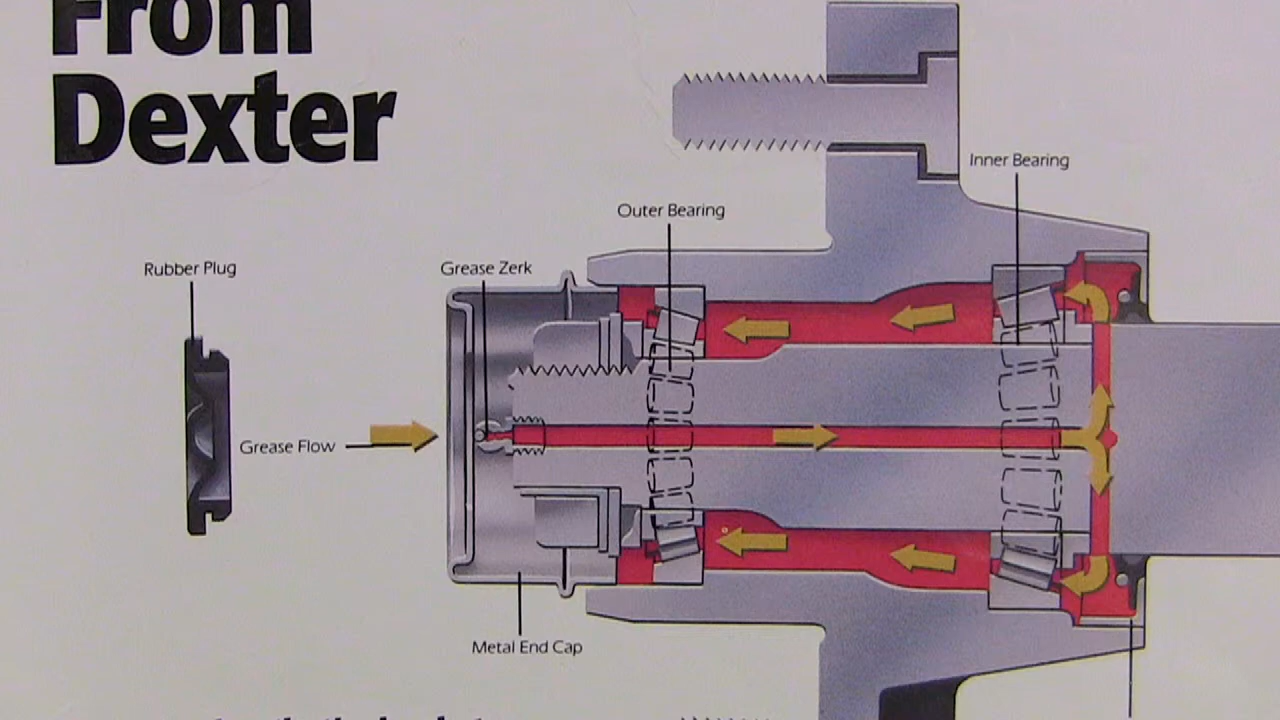 From
Dexter
Inner Bearing
Outer Bearing
Rubber Plug
Grease Zerk
Grease Flow
Metal End Cap